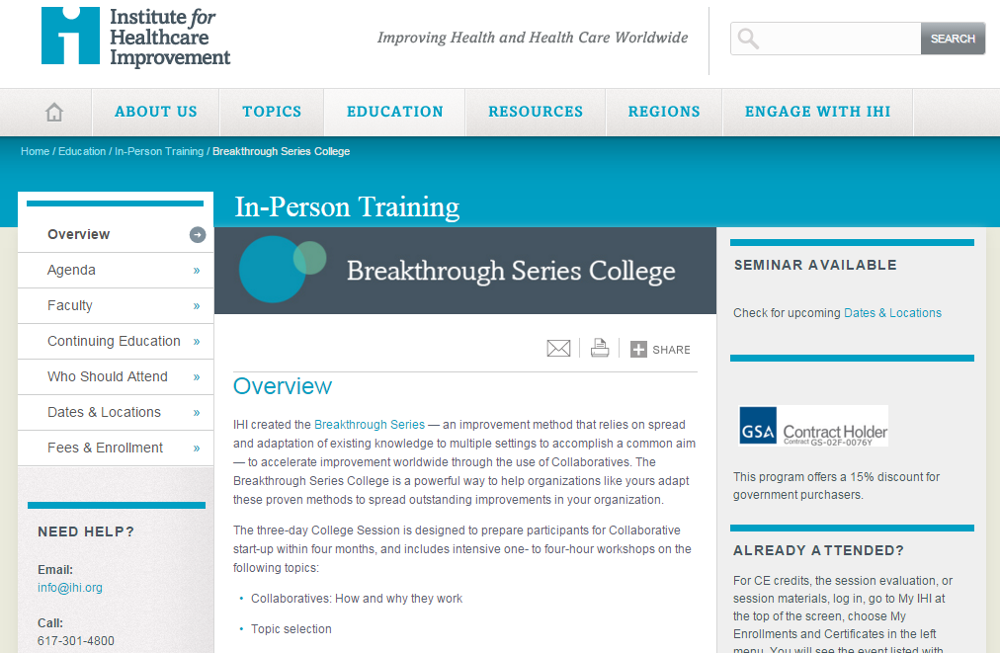 Institute for
Healthcare
Improvement
Improving Health and Health Care Worldwide
SEARCH
ABOUT US
TOPICS
EDUCATION
RESOURCES
REGIONS
ENGAGE WITH IHI
Home / Education / In-Person Training / Breakthrough Series College
In-Person Training
Overview
Agenda »
Faculty »
Continuing Education »
Who Should Attend »
Dates & Locations »
Fees & Enrollment »
NEED HELP?
Email:
info@ihi.org
Call:
617-301-4800
Breakthrough Series College
SHARE
Overview
IHI created the Breakthrough Series — an improvement method that relies on spread
and adaptation of existing knowledge to multiple settings to accomplish a common aim
— to accelerate improvement worldwide through the use of Collaboratives. The
Breakthrough Series College is a powerful way to help organizations like yours adapt
these proven methods to spread outstanding improvements in your organization.
The three-day College Session is designed to prepare participants for Collaborative
start-up within four months, and includes intensive one- to four-hour workshops on the
following topics:
• Collaboratives: How and why they work
• Topic selection
SEMINAR AVAILABLE
Check for upcoming Dates & Locations
GSA Contract Holder
Contract GS-02F-0076Y
This program offers a 15% discount for
government purchasers.
ALREADY ATTENDED?
For CE credits, the session evaluation, or
session materials, log in, go to My IHI at
the top of the screen, choose My
Enrollments and Certificates in the left
menu. You will see the event listed with